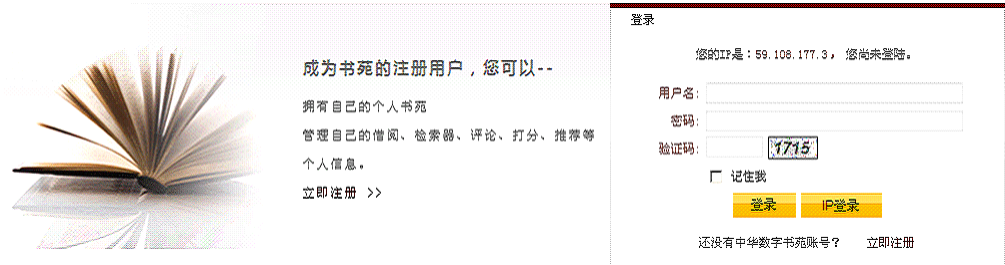 成为书苑的注册用户，您可以--
拥有自己的个人书苑
管理自己的借阅、检索器、评论、打分、推荐等
个人信息。
立即注册 >>
登录
您的IP是：59.108.177.3， 您尚未登陆。
用户名:
密码:
验证码: 1715
记住我
登录 IP登录
还没有中华数字书苑账号？ 立即注册